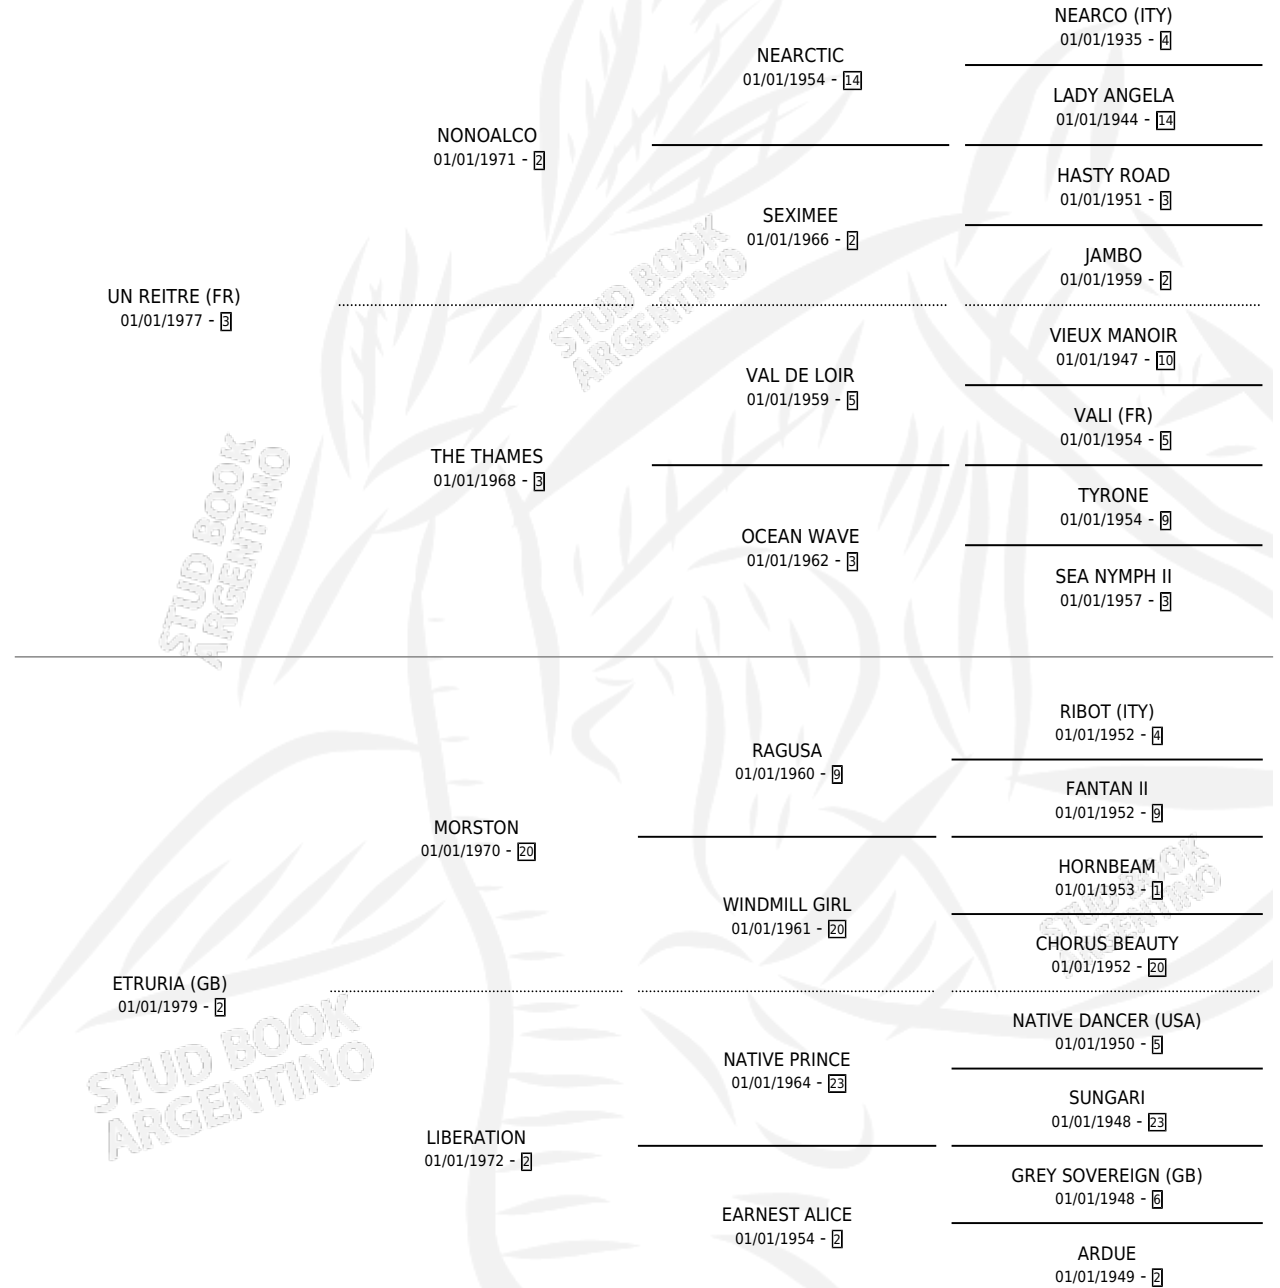 NEARCO (ITY)
01/01/1935 - 4
NEARCTIC
01/01/1954 - 14
LADY ANGELA
01/01/1944 - 14
NONOALCO
01/01/1971 - 2
HASTY ROAD
01/01/1951 - 3
SEXIMEE
01/01/1966 - 2
JAMBO
01/01/1959 - 2
UN REITRE (FR)
01/01/1977 - 3
VIEUX MANOIR
01/01/1947 - 10
VAL DE LOIR
01/01/1959 - 5
VALI (FR)
01/01/1954 - 5
THE THAMES
01/01/1968 - 3
TYRONE
01/01/1954 - 9
OCEAN WAVE
01/01/1962 - 3
SEA NYMPH II
01/01/1957 - 3
RIBOT (ITY)
01/01/1952 - 4
RAGUSA
01/01/1960 - 9
FANTAN II
01/01/1952 - 9
MORSTON
01/01/1970 - 20
HORNBEAM
01/01/1953 - 1
WINDMILL GIRL
01/01/1961 - 20
CHORUS BEAUTY
01/01/1952 - 20
ETRURIA (GB)
01/01/1979 - 2
NATIVE DANCER (USA)
01/01/1950 - 5
NATIVE PRINCE
01/01/1964 - 23
SUNGARI
01/01/1948 - 23
LIBERATION
01/01/1972 - 2
GREY SOVEREIGN (GB)
01/01/1948 - 6
EARNEST ALICE
01/01/1954 - 2
ARDUE
01/01/1949 - 2
STUD BOOK
ARGENTINO
STUD BOOK
ARGENTINO
STUD BOOK
ARGENTINO
STUD BOOK
ARGENTINO